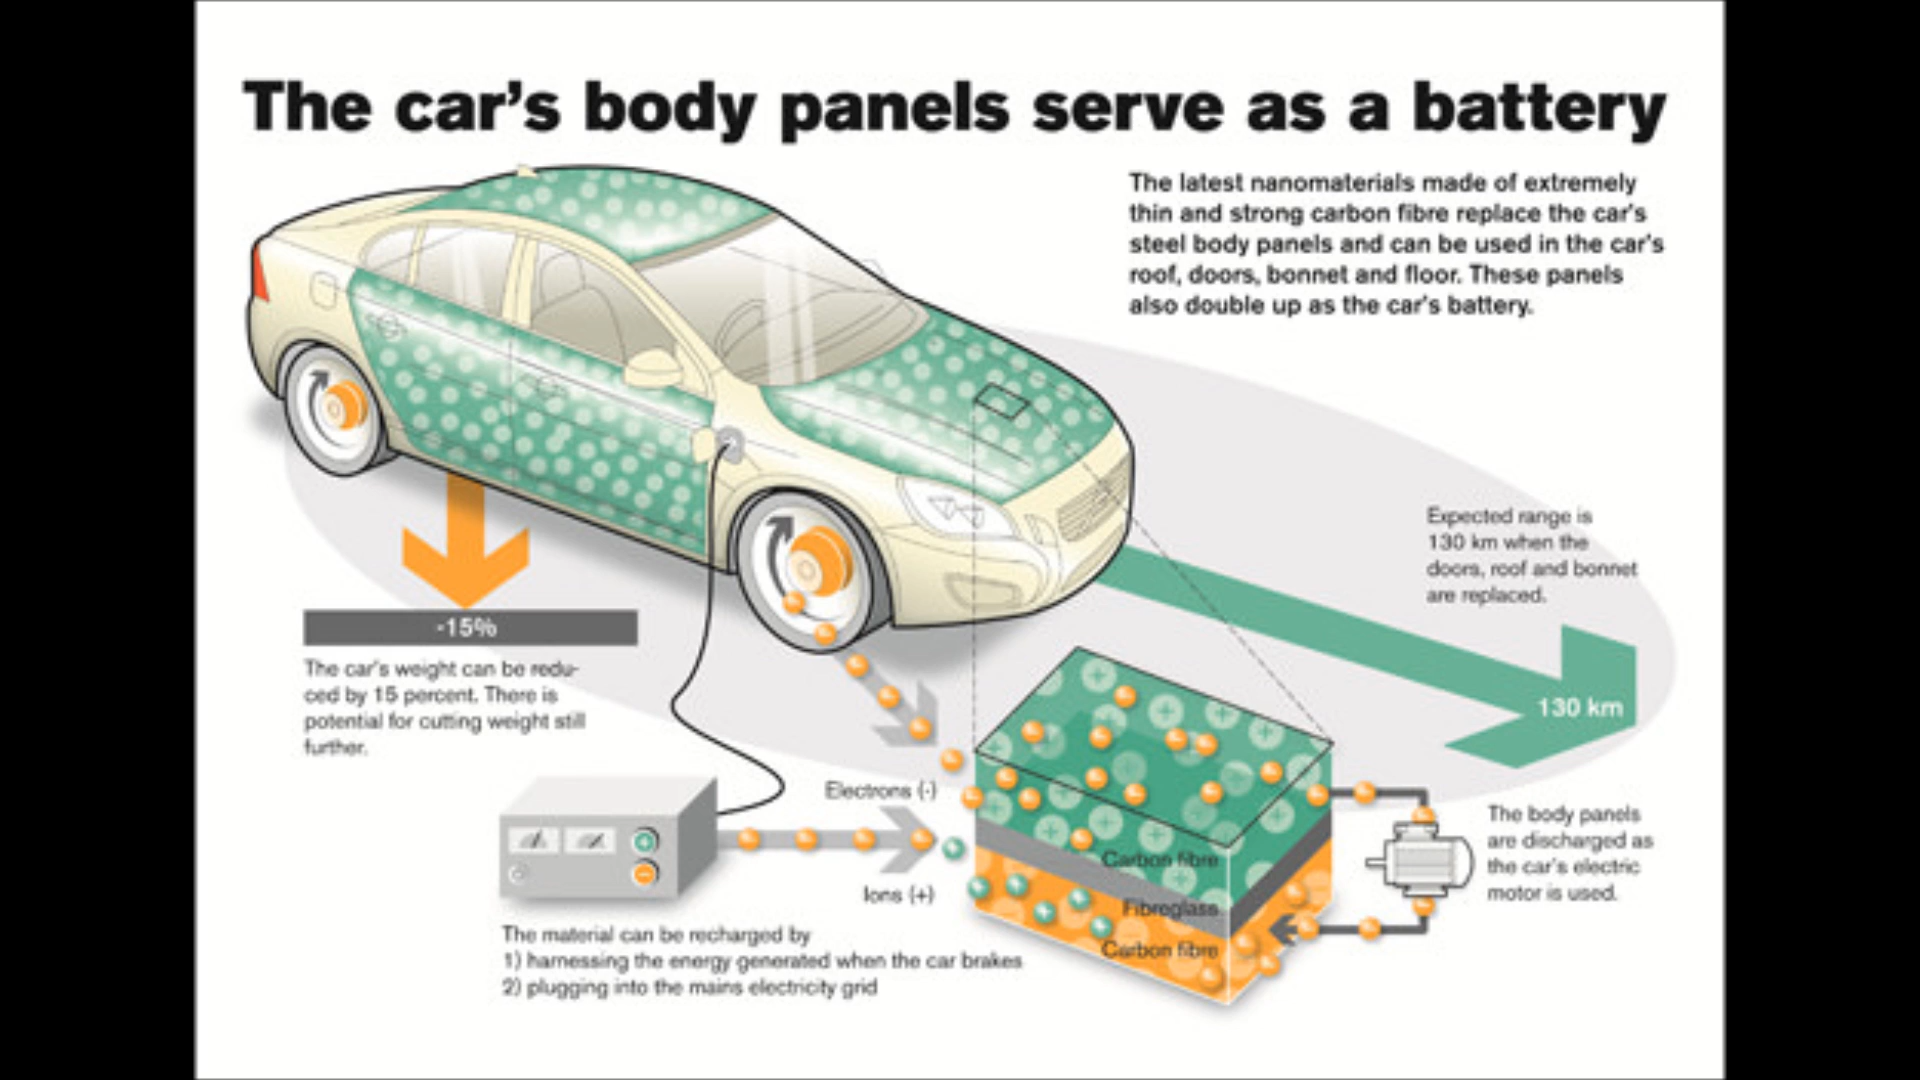 The car's body panels serve as a battery
The latest nanomaterials made of extremely
thin and strong carbon fibre replace the car's
steel body panels and can be used in the car's
roof, doors, bonnet and floor. These panels
also double up as the car's battery.
Expected range is
130 km when the
doors, roof and bonnet
are replaced.
130 km
-15%
The car's weight can be redu-
ced by 15 percent. There is
potential for cutting weight still
further.
Electrons (-)
Ions (+)
Carbon fibre
Fibreglass
Carbon fibre
The body panels
are discharged as
the car's electric
motor is used.
The material can be recharged by
1) harnessing the energy generated when the car brakes
2) plugging into the mains electricity grid